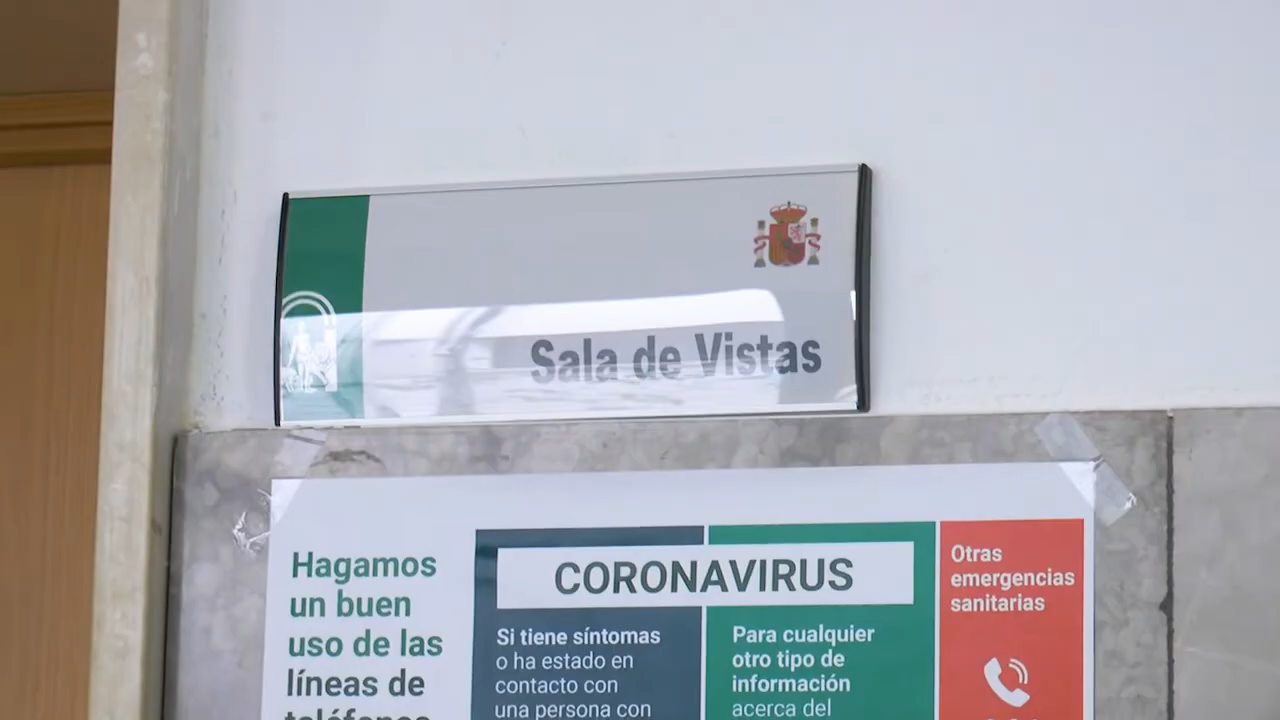 Sala de Vistas
Hagamos
un buen
uso de las
líneas de
teléfonos
CORONAVIRUS
Si tiene síntomas
o ha estado en
contacto con
una persona con
Para cualquier
otro tipo de
información
acerca del
Otras
emergencias
sanitarias